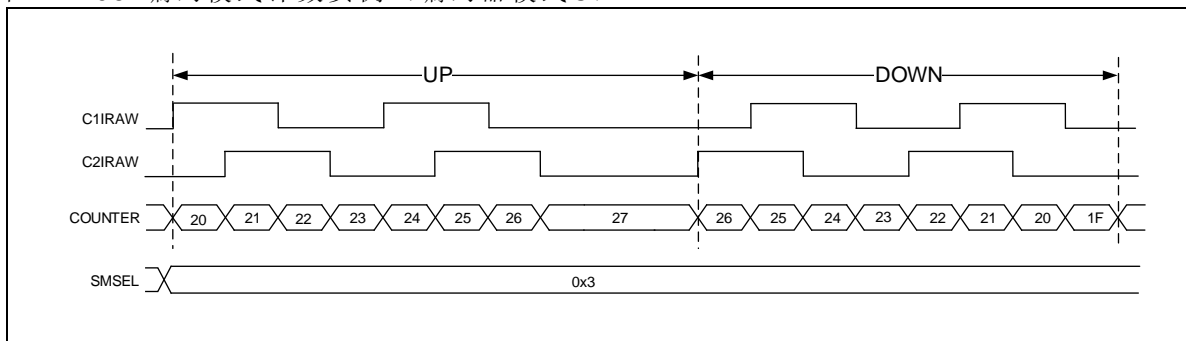 UP DOWN
C1IRAW
C2IRAW
COUNTER 20 21 22 23 24 25 26 27 26 25 24 23 22 21 20 1F
SMSEL 0x3